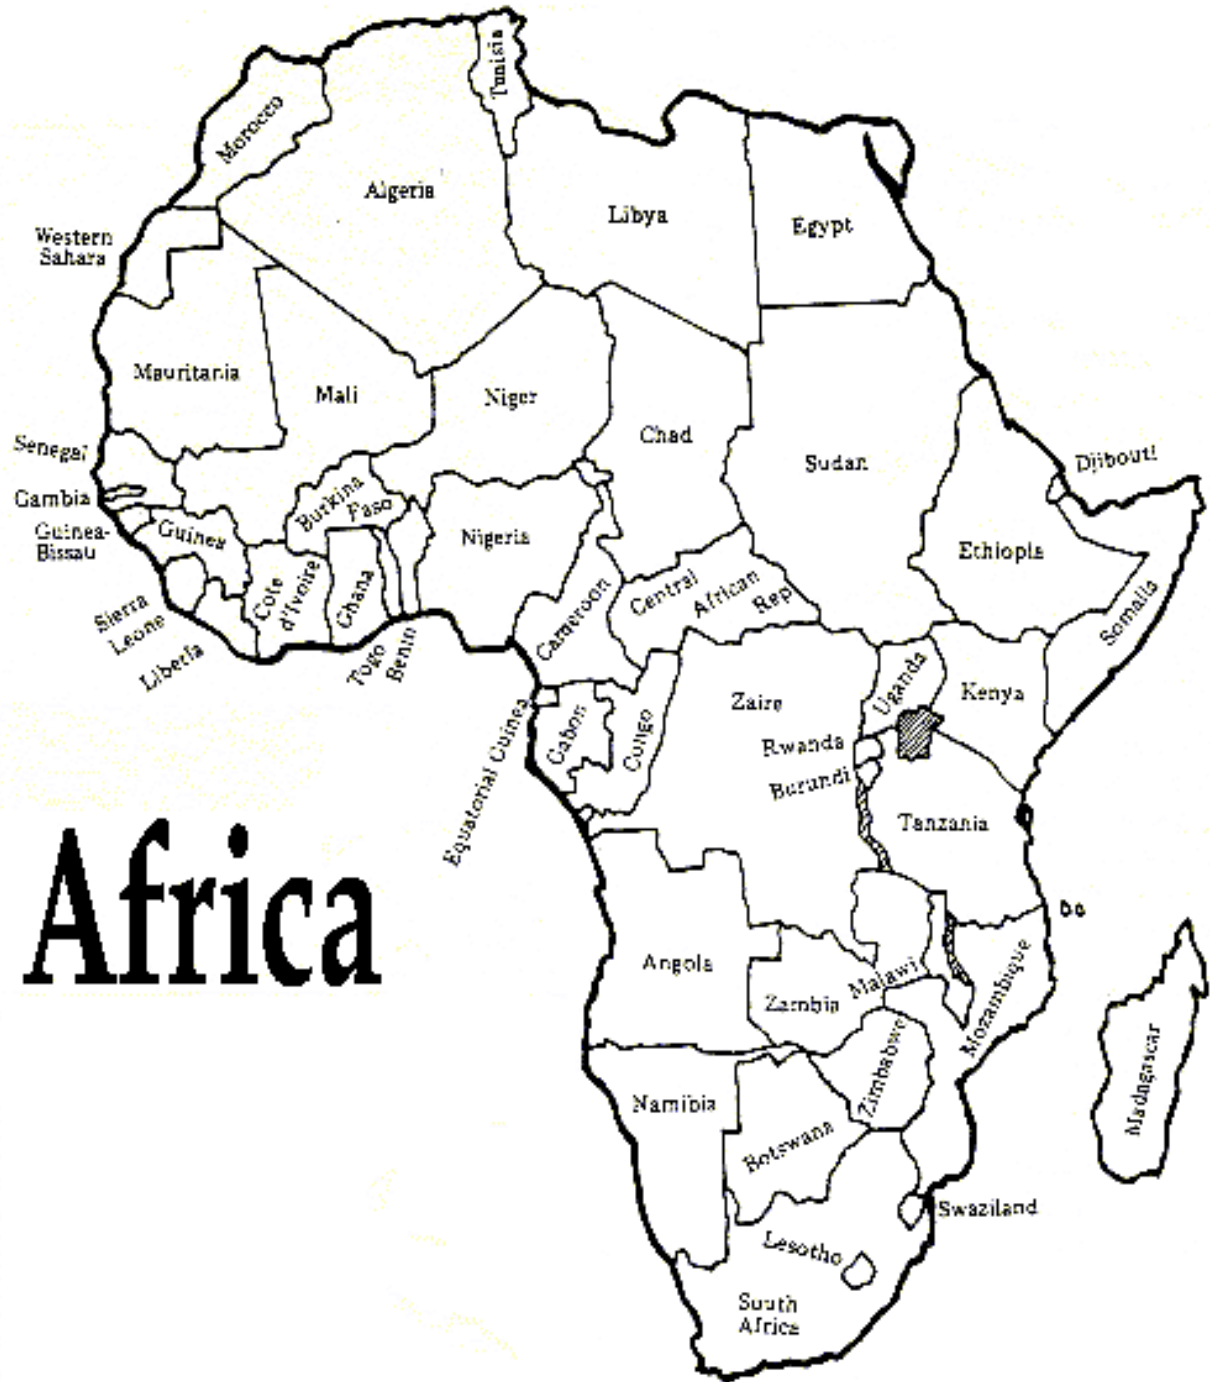 Tunisia
Morocco
Algeria
Libya
Egypt
Western
Sahara
Mauritania
Mali
Niger
Chad
Sudan
Senegal
Djibouti
Gambia
Burkina
Faso
Guinea-
Bissau
Guinea
Nigeria
Ethiopia
Cote
d'Ivoire
Ghana
Cameroon
Central
African
Rep
Somalia
Sierra
Leone
Liberia
Togo
Benin
Uganda
Kenya
Zaire
Gabon
Congo
Equatorial Guinea
Rwanda
Burundi
Tanzania
Africa
Angola
Zambia
Malawi
Mozambique
Zimbabwe
Madagascar
Namibia
Botswana
Swaziland
Lesotho
South
Africa